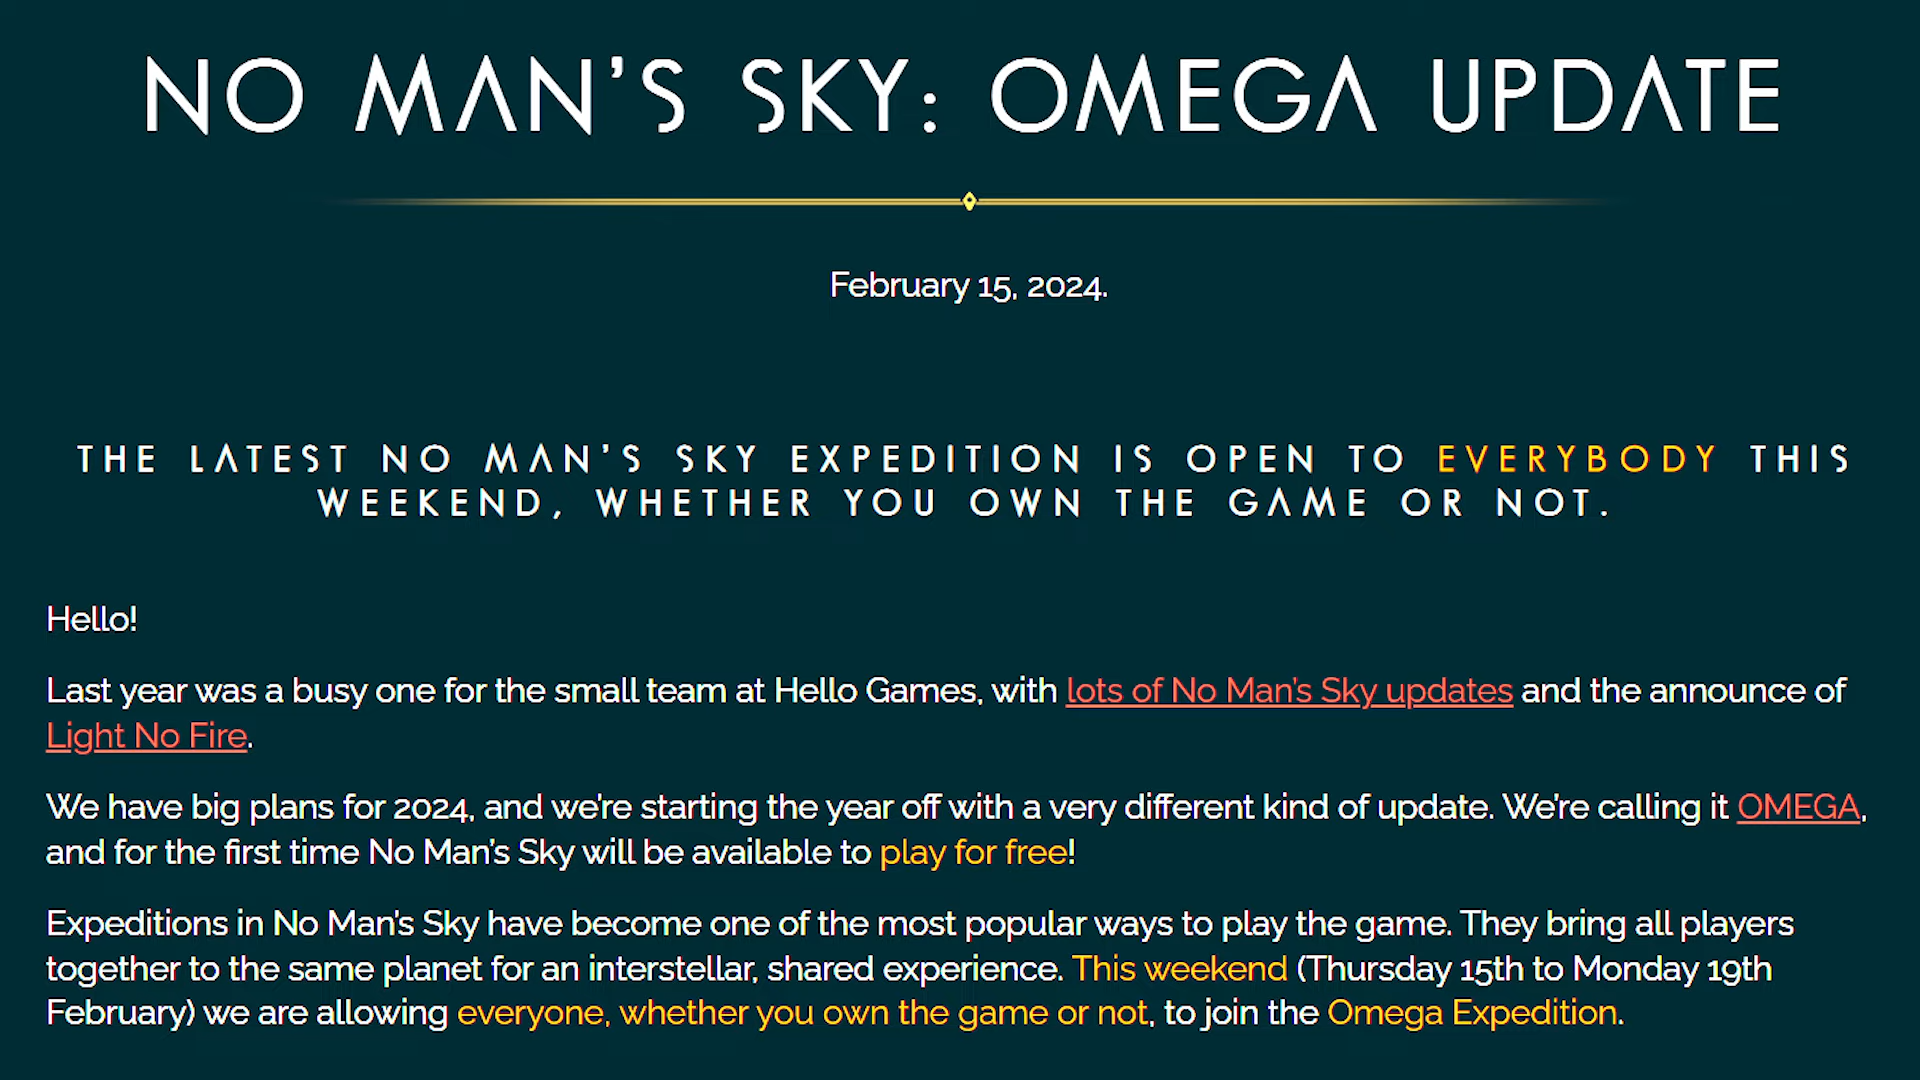 NO MAN'S SKY: OMEGA UPDATE
February 15, 2024.
THE LATEST NO MAN'S SKY EXPEDITION IS OPEN TO EVERYBODY THIS
WEEKEND, WHETHER YOU OWN THE GAME OR NOT.
Hello!
Last year was a busy one for the small team at Hello Games, with lots of No Man's Sky updates and the announce of
Light No Fire.
We have big plans for 2024, and we're starting the year off with a very different kind of update. We're calling it OMEGA,
and for the first time No Man's Sky will be available to play for free!
Expeditions in No Man's Sky have become one of the most popular ways to play the game. They bring all players
together to the same planet for an interstellar, shared experience. This weekend (Thursday 15th to Monday 19th
February) we are allowing everyone, whether you own the game or not, to join the Omega Expedition.